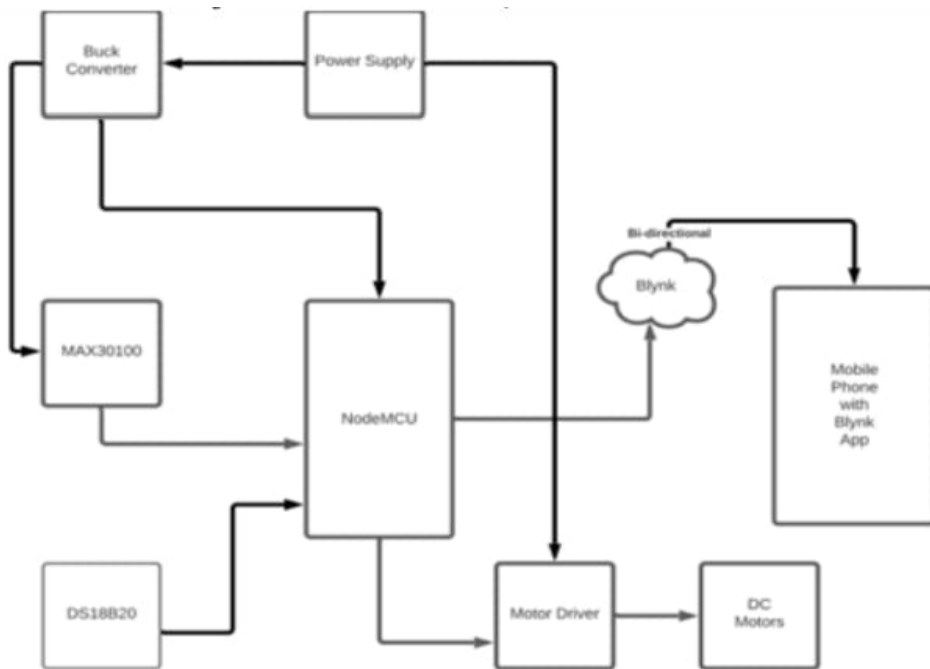 Buck
Converter
Power Supply
Bi-directional
Blynk
MAX30100
NodeMCU
Mobile
Phone
with
Blynk
App
DS18B20
Motor Driver
DC
Motors